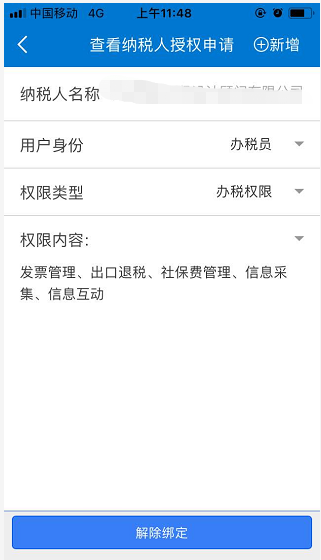 中国移动 4G 上午11:48
查看纳税人授权申请 新增
纳税人名称
用户身份 办税员
权限类型 办税权限
权限内容:
发票管理、出口退税、社保费管理、信息采
集、信息互动
解除绑定